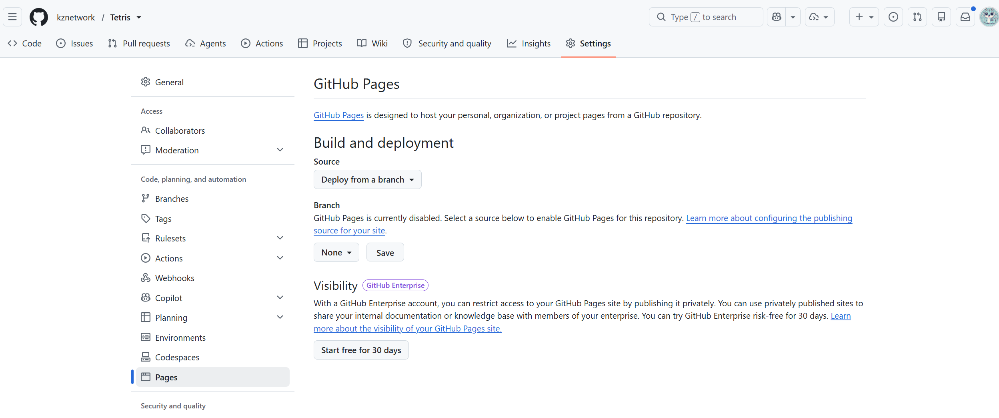 kznetwork / Tetris
Type / to search
Code Issues Pull requests Agents Actions Projects Wiki Security and quality Insights Settings
General
Access
Collaborators
Moderation
Code, planning, and automation
Branches
Tags
Rulesets
Actions
Webhooks
Copilot
Planning
Environments
Codespaces
Pages
Security and quality
GitHub Pages
GitHub Pages is designed to host your personal, organization, or project pages from a GitHub repository.
Build and deployment
Source
Deploy from a branch
Branch
GitHub Pages is currently disabled. Select a source below to enable GitHub Pages for this repository. Learn more about configuring the publishing
source for your site.
None Save
Visibility GitHub Enterprise
With a GitHub Enterprise account, you can restrict access to your GitHub Pages site by publishing it privately. You can use privately published sites to
share your internal documentation or knowledge base with members of your enterprise. You can try GitHub Enterprise risk-free for 30 days. Learn
more about the visibility of your GitHub Pages site.
Start free for 30 days